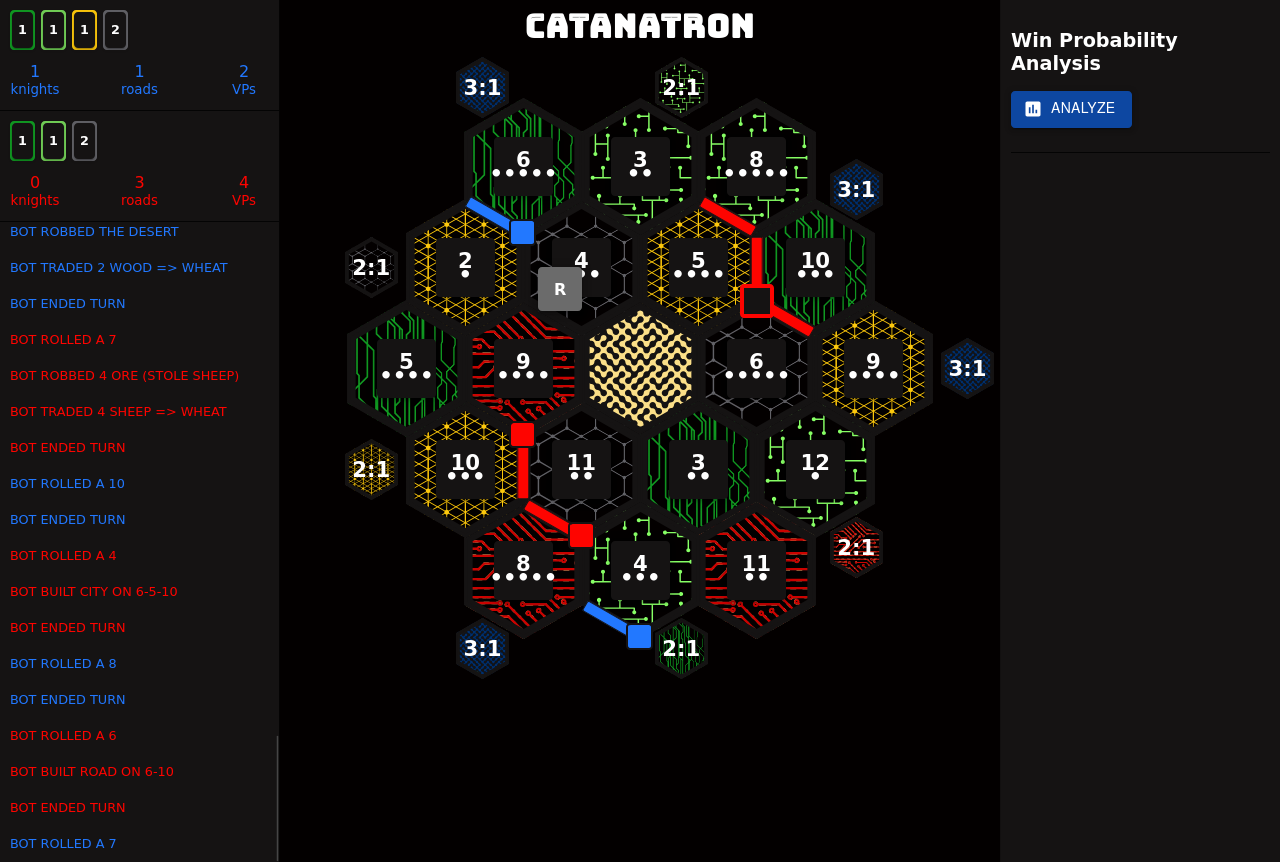 1 1 1 2
1 1 2
knights roads VPs
1 1 2
0 3 4
knights roads VPs
BOT ROBBED THE DESERT
BOT TRADED 2 WOOD => WHEAT
BOT ENDED TURN
BOT ROLLED A 7
BOT ROBBED 4 ORE (STOLE SHEEP)
BOT TRADED 4 SHEEP => WHEAT
BOT ENDED TURN
BOT ROLLED A 10
BOT ENDED TURN
BOT ROLLED A 4
BOT BUILT CITY ON 6-5-10
BOT ENDED TURN
BOT ROLLED A 8
BOT ENDED TURN
BOT ROLLED A 6
BOT BUILT ROAD ON 6-10
BOT ENDED TURN
BOT ROLLED A 7
CATANATRON
3:1 2:1
6 3 8
3:1
2:1 2 4 5 10
R
5 9 6 9 3:1
2:1 10 11 3 12
8 4 11 2:1
3:1 2:1
Win Probability
Analysis
ANALYZE